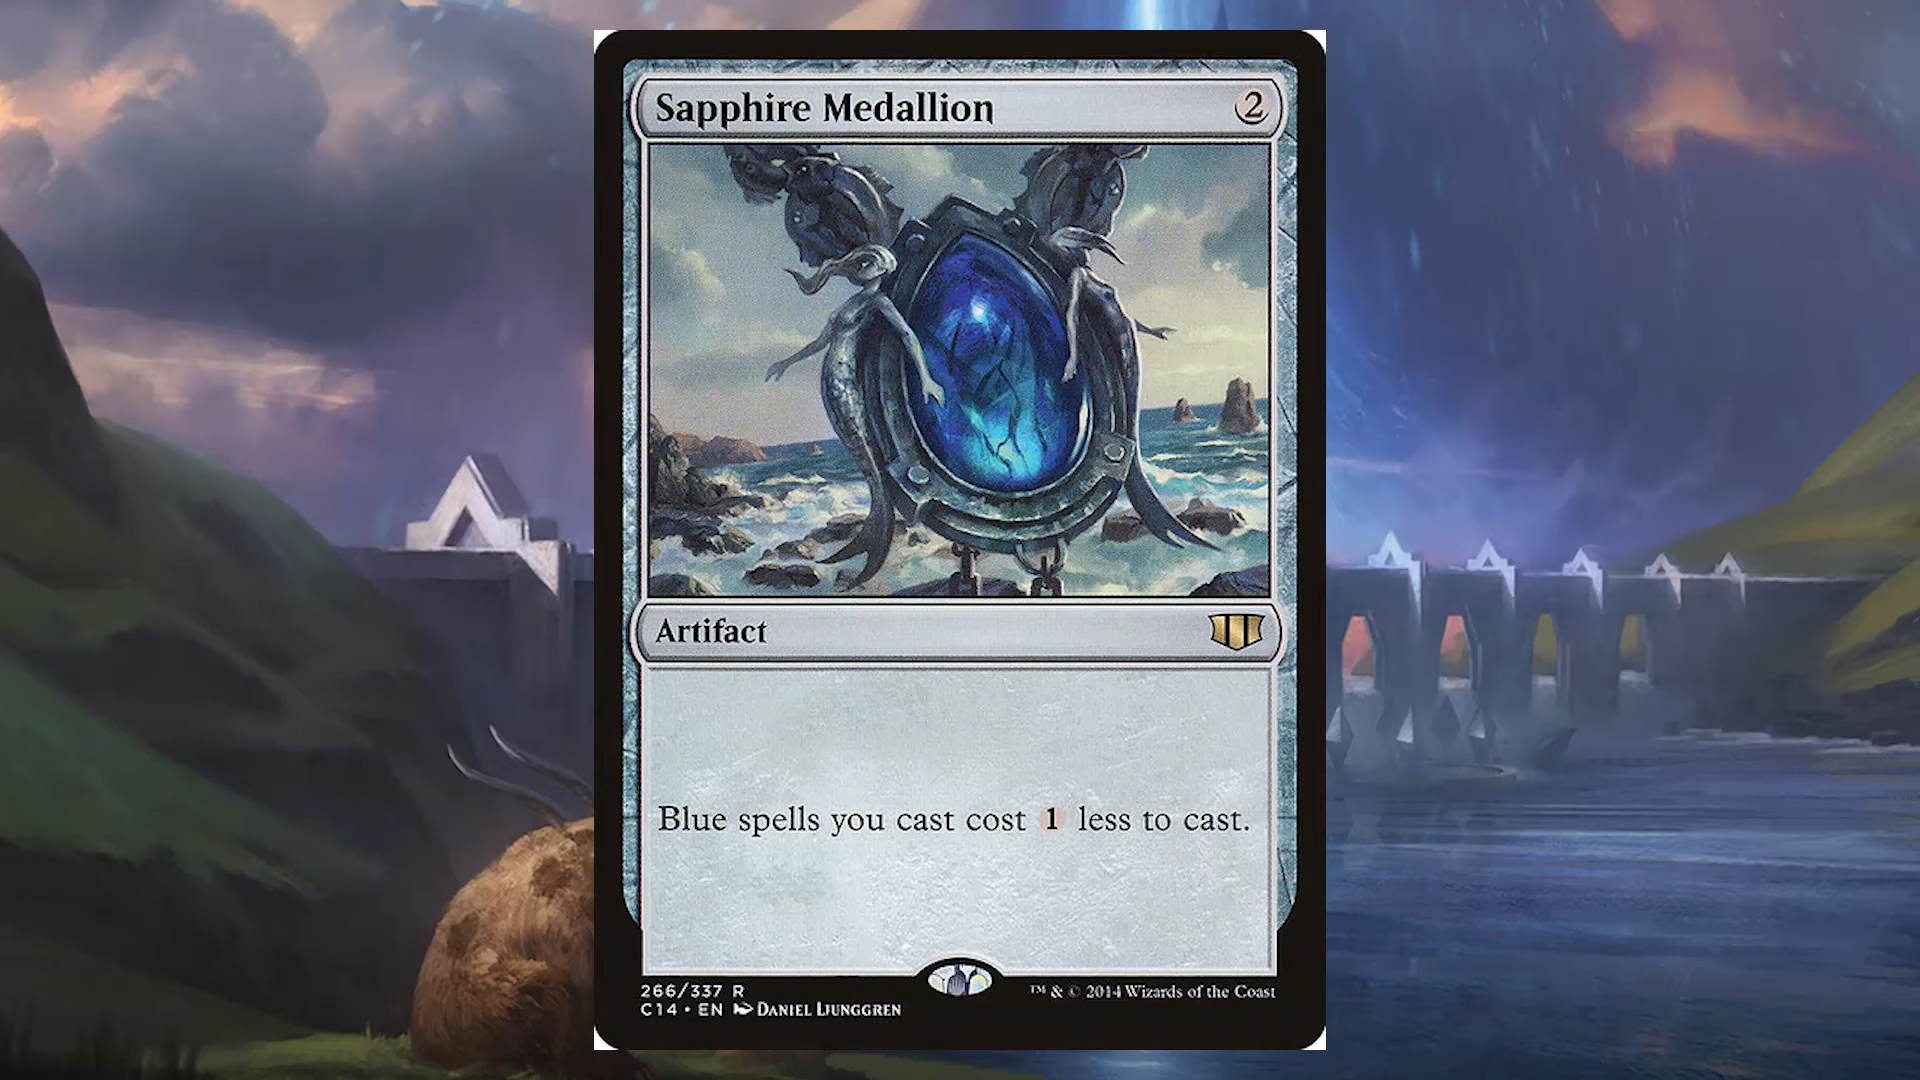 Sapphire Medallion 2
Artifact
Blue spells you cast cost 1 less to cast.
266/337 R
C14 • EN DANIEL LJUNGGREN
™ & © 2014 Wizards of the Coast